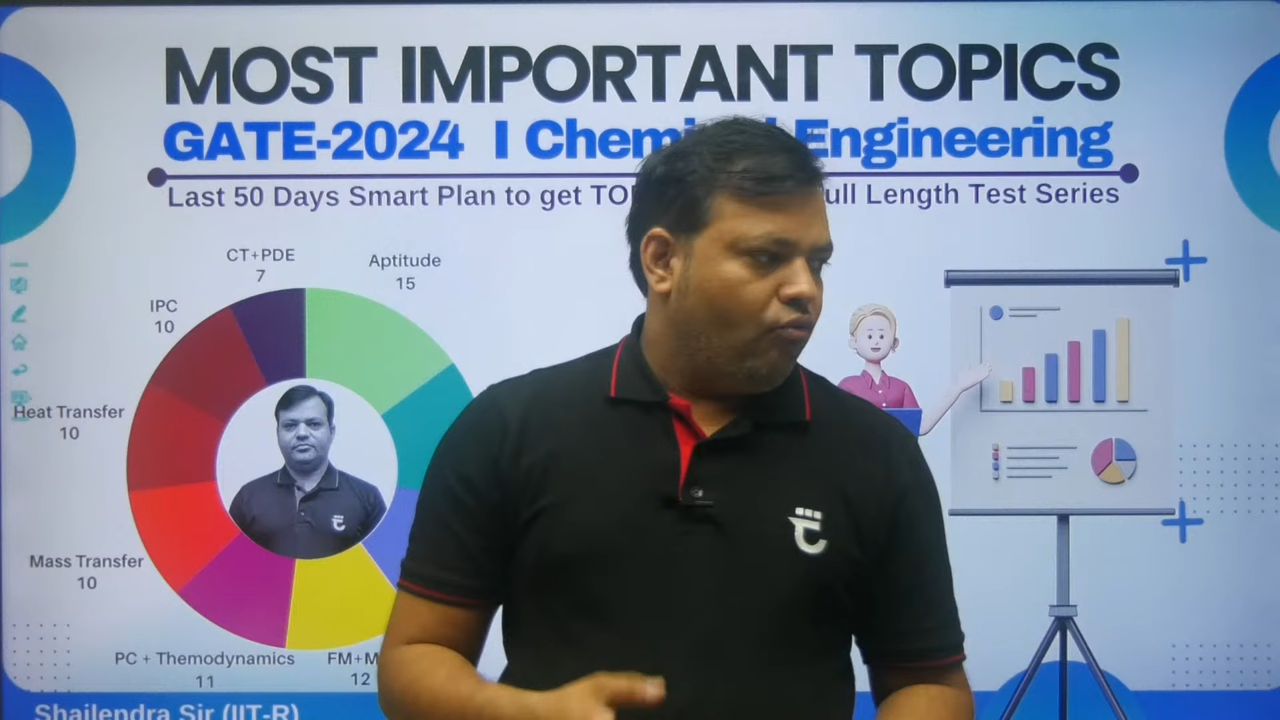 MOST IMPORTANT TOPICS
GATE-2024 I Chemical Engineering
Last 50 Days Smart Plan to get ull Length Test Series
CT+PDE
7
Aptitude
15
IPC
10
Heat Transfer
10
Mass Transfer
10
PC + Themodynamics
11
FM+M
12
Shailendra Sir (IIT-R)